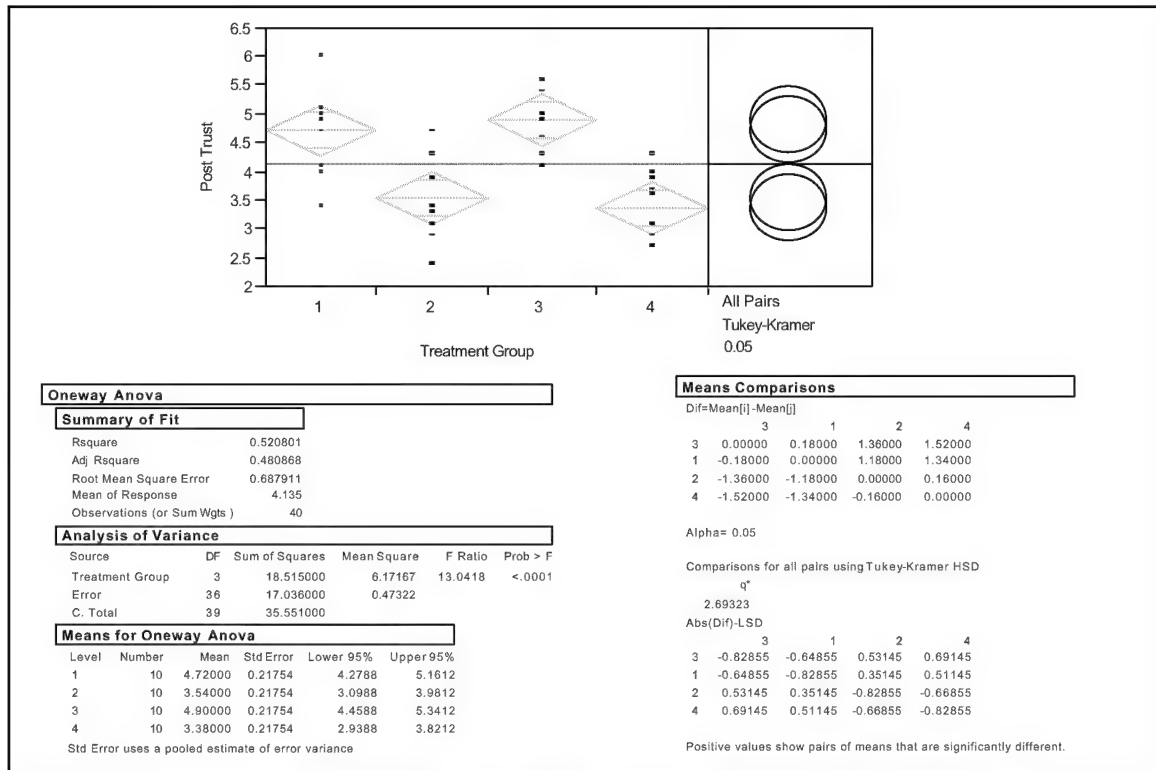 6.5
6
5.5
5
4.5
4
3.5
3
2.5
2
Post Trust
1 2 3 4
Treatment Group
All Pairs
Tukey-Kramer
0.05
Oneway Anova
Summary of Fit
Rsquare 0.520801
Adj Rsquare 0.480868
Root Mean Square Error 0.687911
Mean of Response 4.135
Observations (or Sum Wgts ) 40
Analysis of Variance
Source DF Sum of Squares Mean Square F Ratio Prob > F
Treatment Group 3 18.515000 6.17167 13.0418 <.0001
Error 36 17.036000 0.47322
C. Total 39 35.551000
Means for Oneway Anova
Level Number Mean Std Error Lower 95% Upper 95%
1 10 4.72000 0.21754 4.2788 5.1612
2 10 3.54000 0.21754 3.0988 3.9812
3 10 4.90000 0.21754 4.4588 5.3412
4 10 3.38000 0.21754 2.9388 3.8212
Std Error uses a pooled estimate of error variance
Means Comparisons
Dif=Mean[i]-Mean[j]
3 1 2 4
3 0.00000 0.18000 1.36000 1.52000
1 -0.18000 0.00000 1.18000 1.34000
2 -1.36000 -1.18000 0.00000 0.16000
4 -1.52000 -1.34000 -0.16000 0.00000
Alpha= 0.05
Comparisons for all pairs using Tukey-Kramer HSD
q*
2.69323
Abs(Dif)-LSD
3 1 2 4
3 -0.82855 -0.64855 0.53145 0.69145
1 -0.64855 -0.82855 0.35145 0.51145
2 0.53145 0.35145 -0.82855 -0.66855
4 0.69145 0.51145 -0.66855 -0.82855
Positive values show pairs of means that are significantly different.